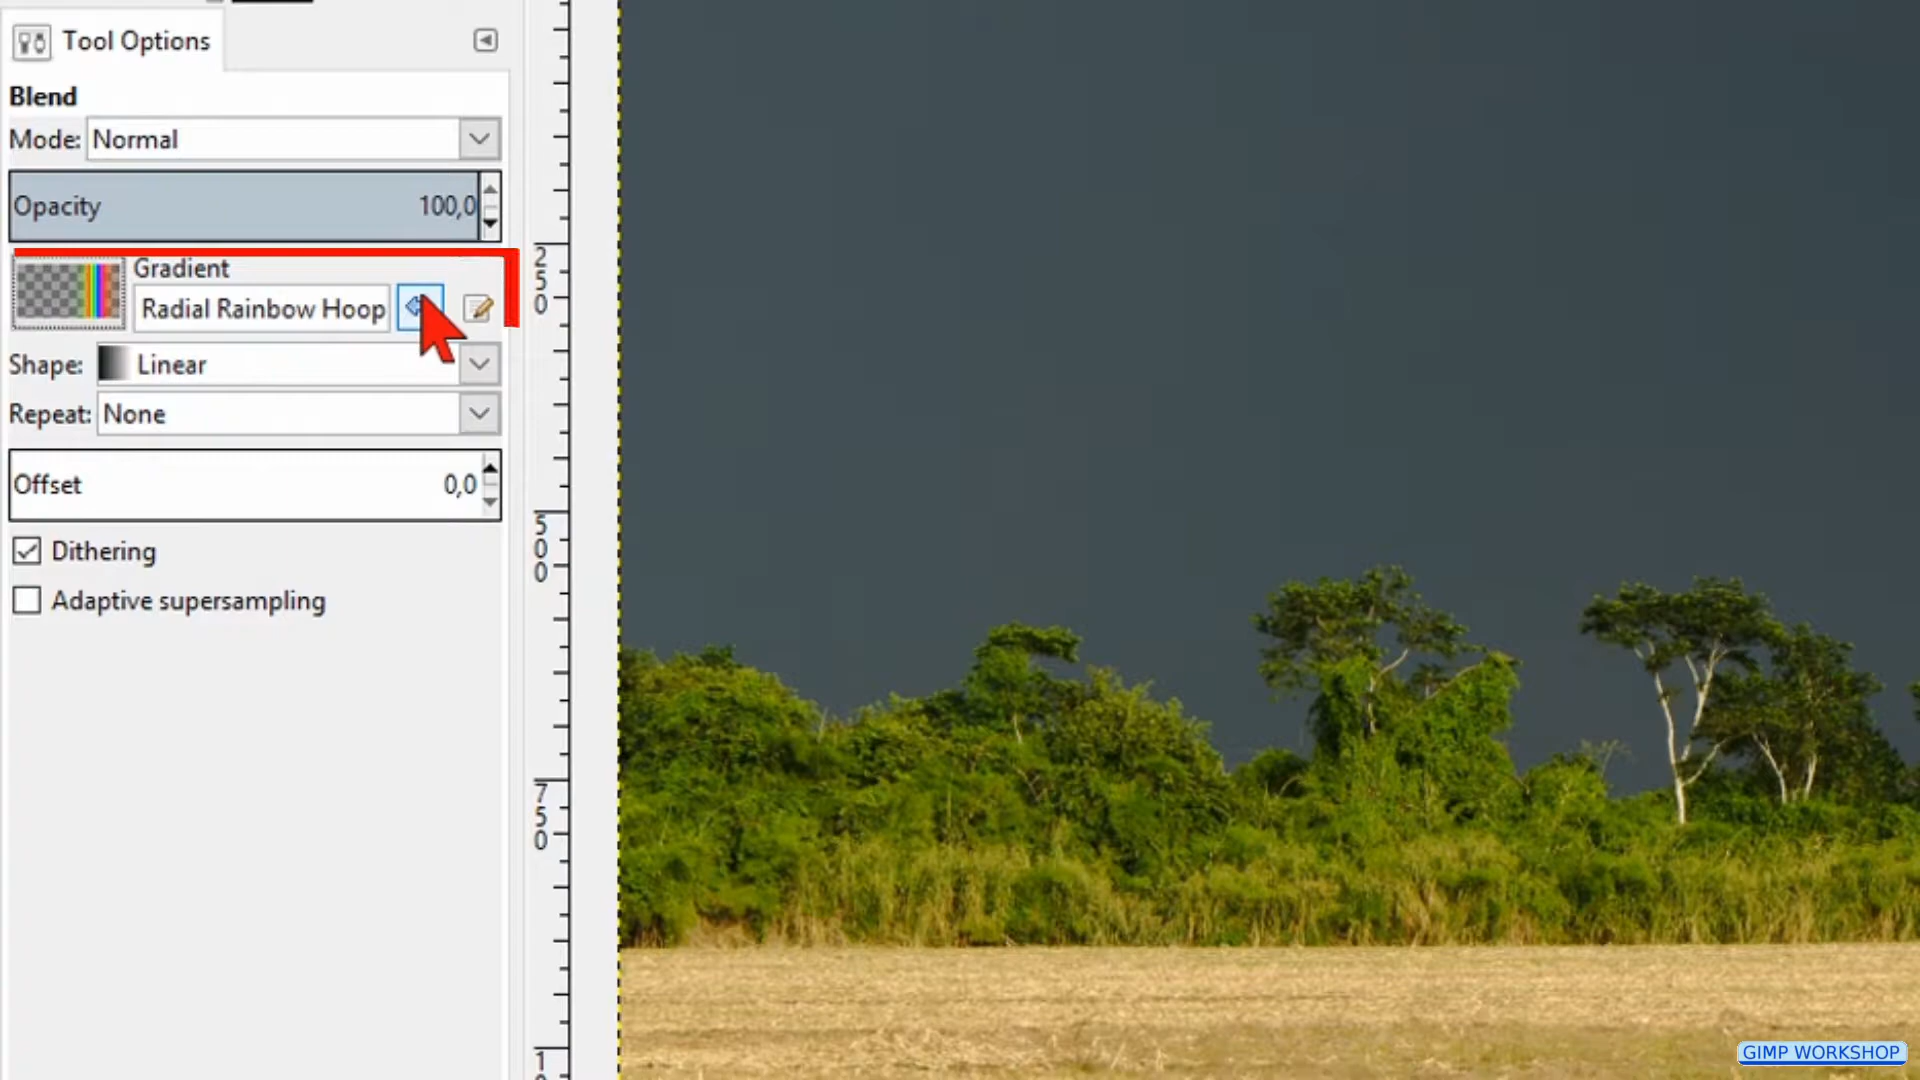 Tool Options
Blend
Mode: Normal
Opacity 100,0
Gradient
Radial Rainbow Hoop
Shape: Linear
Repeat: None
Offset 0,0
Dithering
Adaptive supersampling
250
500
750
1
GIMP WORKSHOP